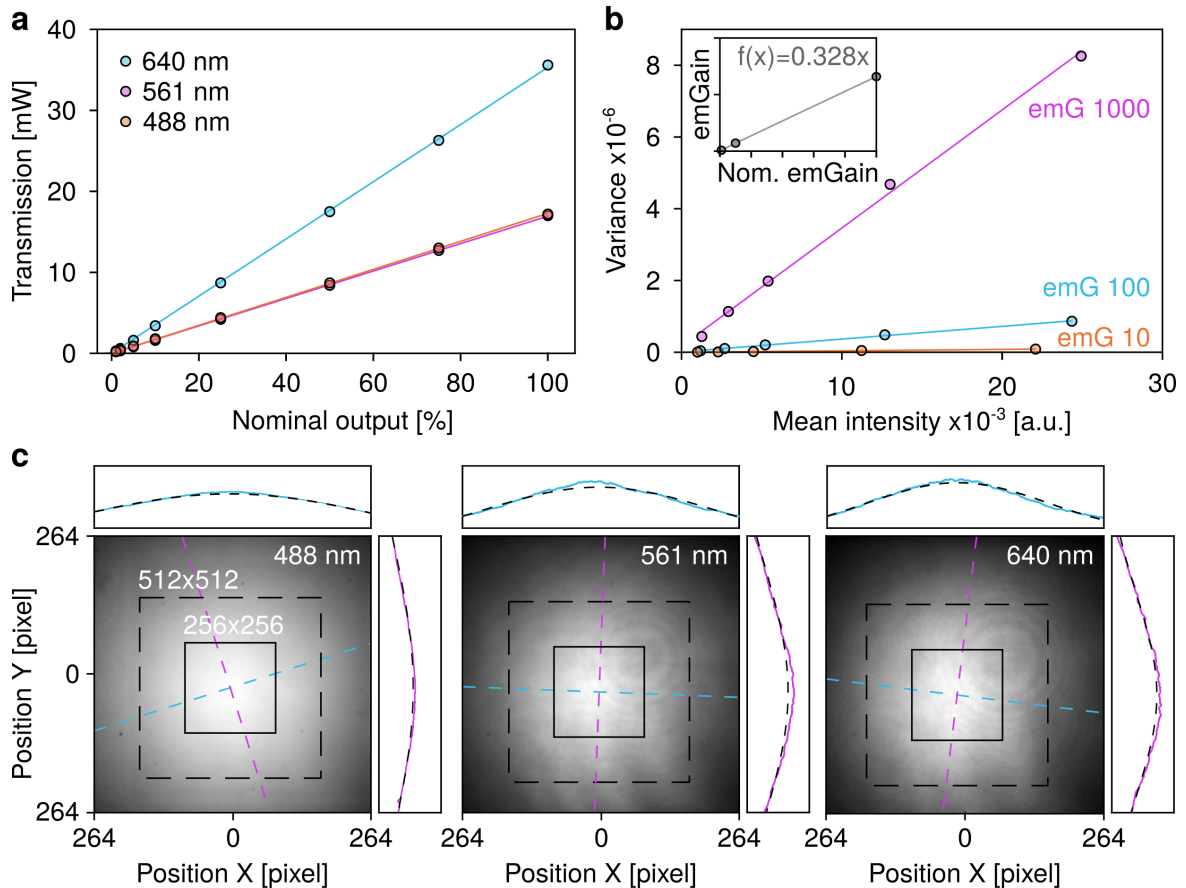 a
40
30
20
10
0
Transmission [mW]
640 nm
561 nm
488 nm
0 20 40 60 80 100
Nominal output [%]
b
8
6
4
2
0
Variance x10-6
f(x)=0.328x
emGain
Nom. emGain
emG 1000
emG 100
emG 10
0 10 20 30
Mean intensity x10-3 [a.u.]
c
264
0
264
Position Y [pixel]
488 nm
512x512
256x256
561 nm
640 nm
264 0 264
264 0 264
264 0 264
Position X [pixel]
Position X [pixel]
Position X [pixel]